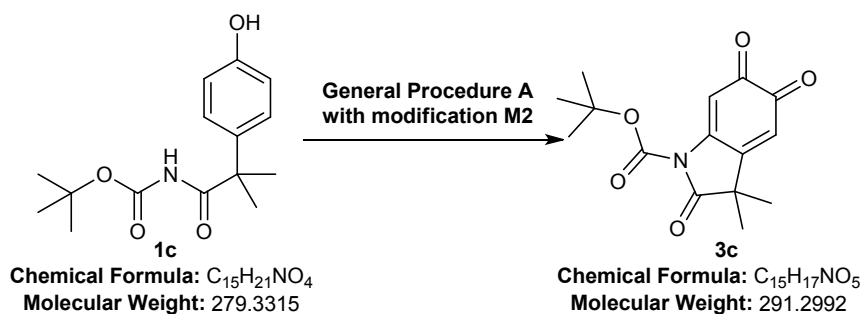 OH
O
O
General Procedure A
with modification M2
O
NH
N
O
O
O
O
O
1c
3c
Chemical Formula: C15H21NO4
Chemical Formula: C15H17NO5
Molecular Weight: 279.3315
Molecular Weight: 291.2992